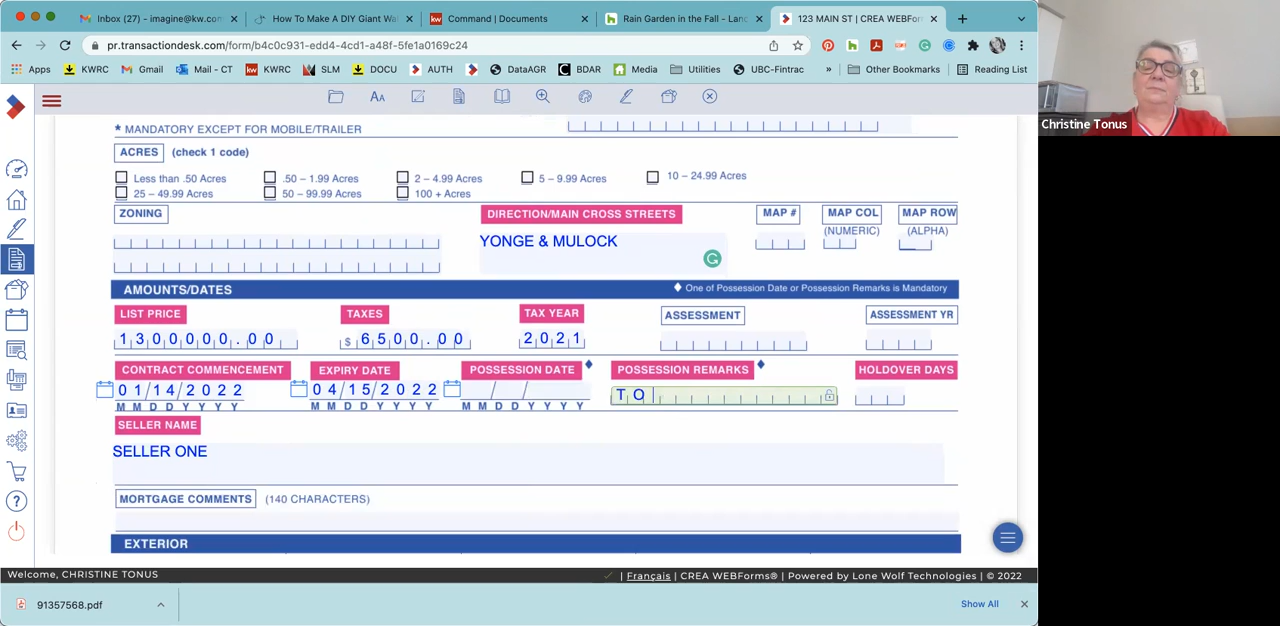 Inbox (27) - imagine@kw.com
How To Make A DIY Giant Wa
Command | Documents
Rain Garden in the Fall - Lan
123 MAIN ST | CREA WEBForm
pr.transactiondesk.com/form/b4c0c931-edd4-4cd1-a48f-5fe1a0169c24
Apps KWRC Gmail Mail - CT KWRC SLM DOCU AUTH DataAGR BDAR Media Utilities UBC-Fintrac » Other Bookmarks Reading List
Christine Tonus
* MANDATORY EXCEPT FOR MOBILE/TRAILER
ACRES (check 1 code)
Less than .50 Acres .50 – 1.99 Acres 2 – 4.99 Acres 5 – 9.99 Acres 10 – 24.99 Acres
25 – 49.99 Acres 50 – 99.99 Acres 100 + Acres
ZONING DIRECTION/MAIN CROSS STREETS MAP # MAP COL MAP ROW
(NUMERIC) (ALPHA)
YONGE & MULOCK
AMOUNTS/DATES ♦ One of Possession Date or Possession Remarks is Mandatory
LIST PRICE TAXES TAX YEAR ASSESSMENT ASSESSMENT YR
1300000.00 $ 6500.00 2021
CONTRACT COMMENCEMENT EXPIRY DATE POSSESSION DATE ♦ POSSESSION REMARKS ♦ HOLDOVER DAYS
01/14/2022 04/15/2022 / / TO
M M D D Y Y Y Y M M D D Y Y Y Y M M D D Y Y Y Y
SELLER NAME
SELLER ONE
MORTGAGE COMMENTS (140 CHARACTERS)
EXTERIOR
Welcome, CHRISTINE TONUS | Français | CREA WEBForms® | Powered by Lone Wolf Technologies | © 2022
91357568.pdf Show All